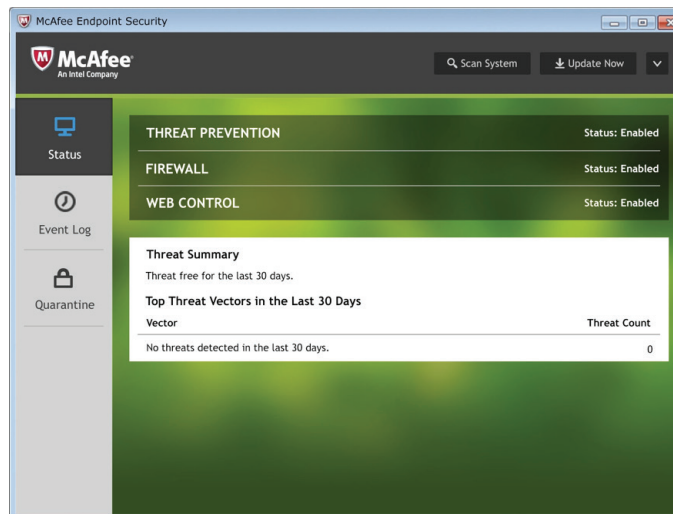 McAfee Endpoint Security
McAfee
An Intel Company
Scan System
Update Now
Status
Event Log
Quarantine
THREAT PREVENTION Status: Enabled
FIREWALL Status: Enabled
WEB CONTROL Status: Enabled
Threat Summary
Threat free for the last 30 days.
Top Threat Vectors in the Last 30 Days
Vector Threat Count
No threats detected in the last 30 days. 0